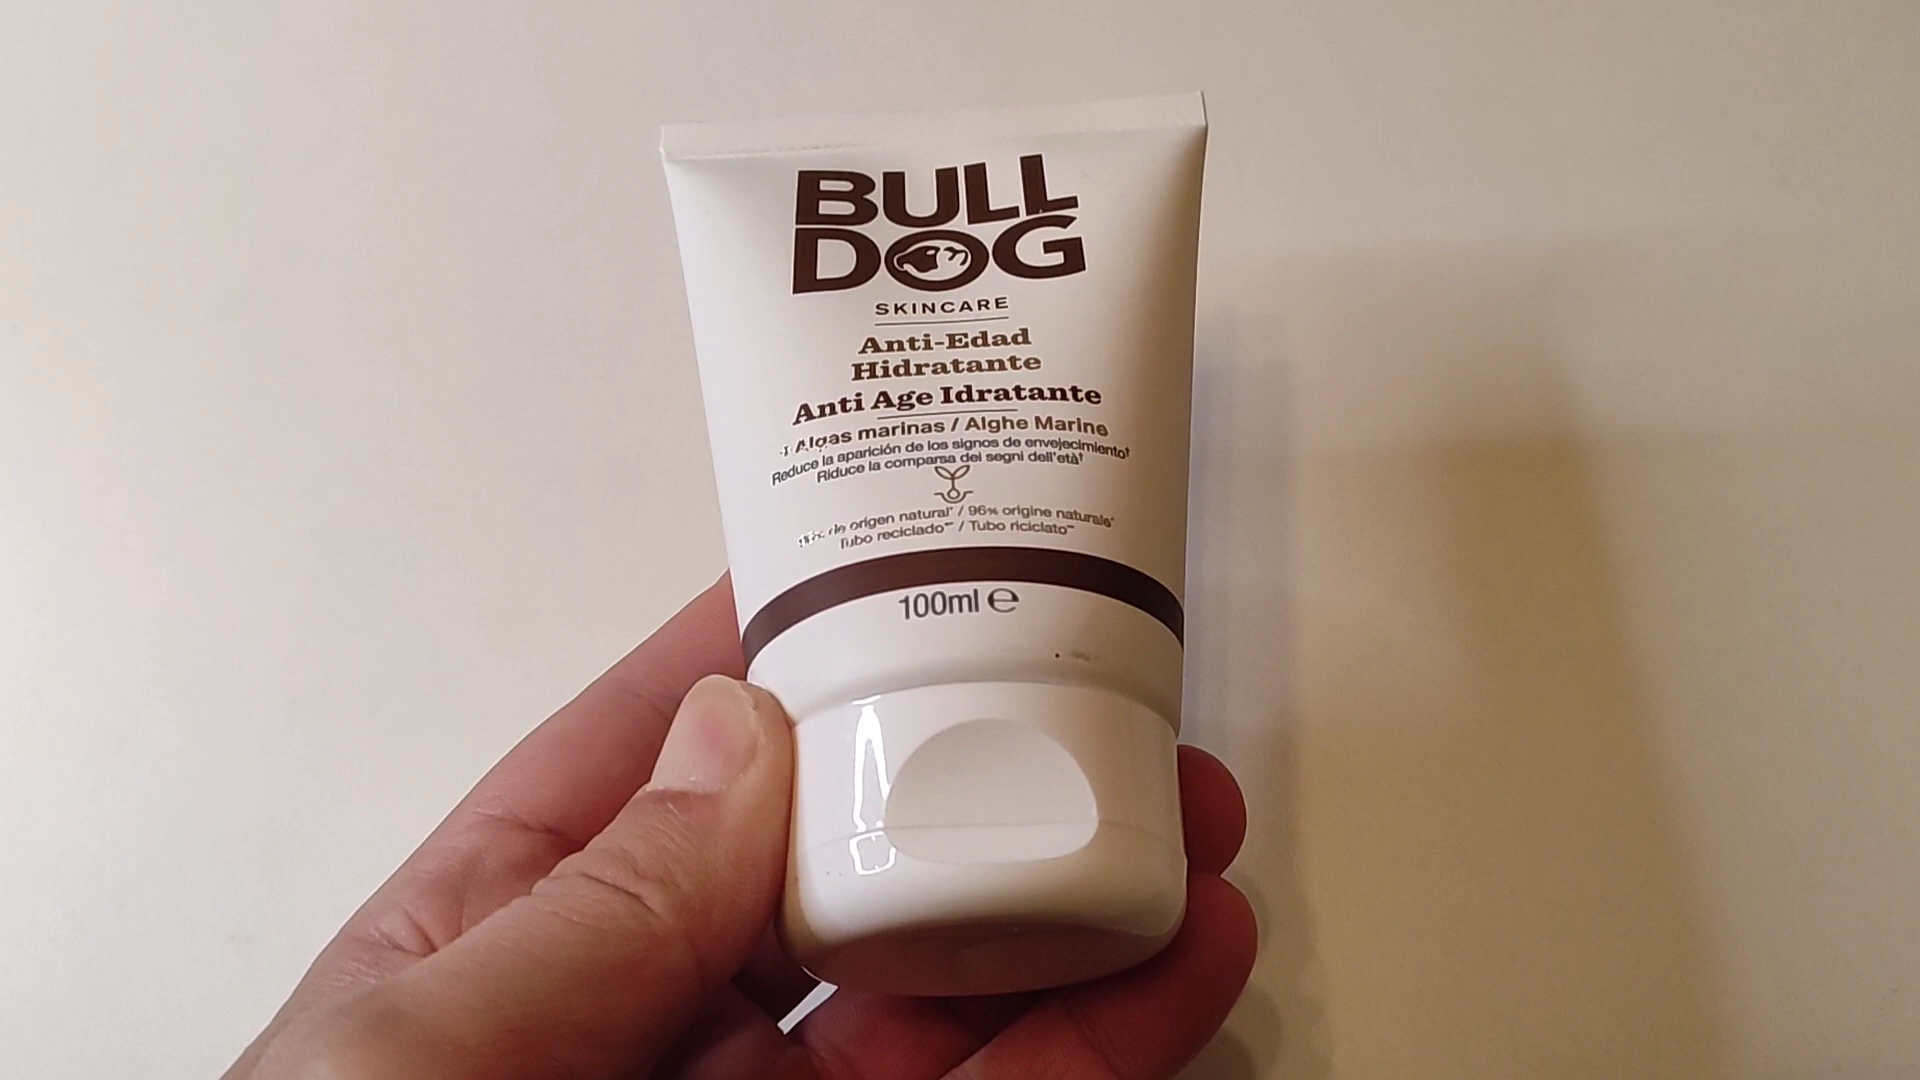 BULL
DOG
SKINCARE
Anti-Edad
Hidratante
Anti Age Idratante
+ Algas marinas / Alghe Marine
Reduce la aparición de los signos de envejecimiento†
Riduce la comparsa dei segni dell'età†
de origen natural* / 96% origine naturale*
Tubo reciclado** / Tubo riciclato**
100ml ℮